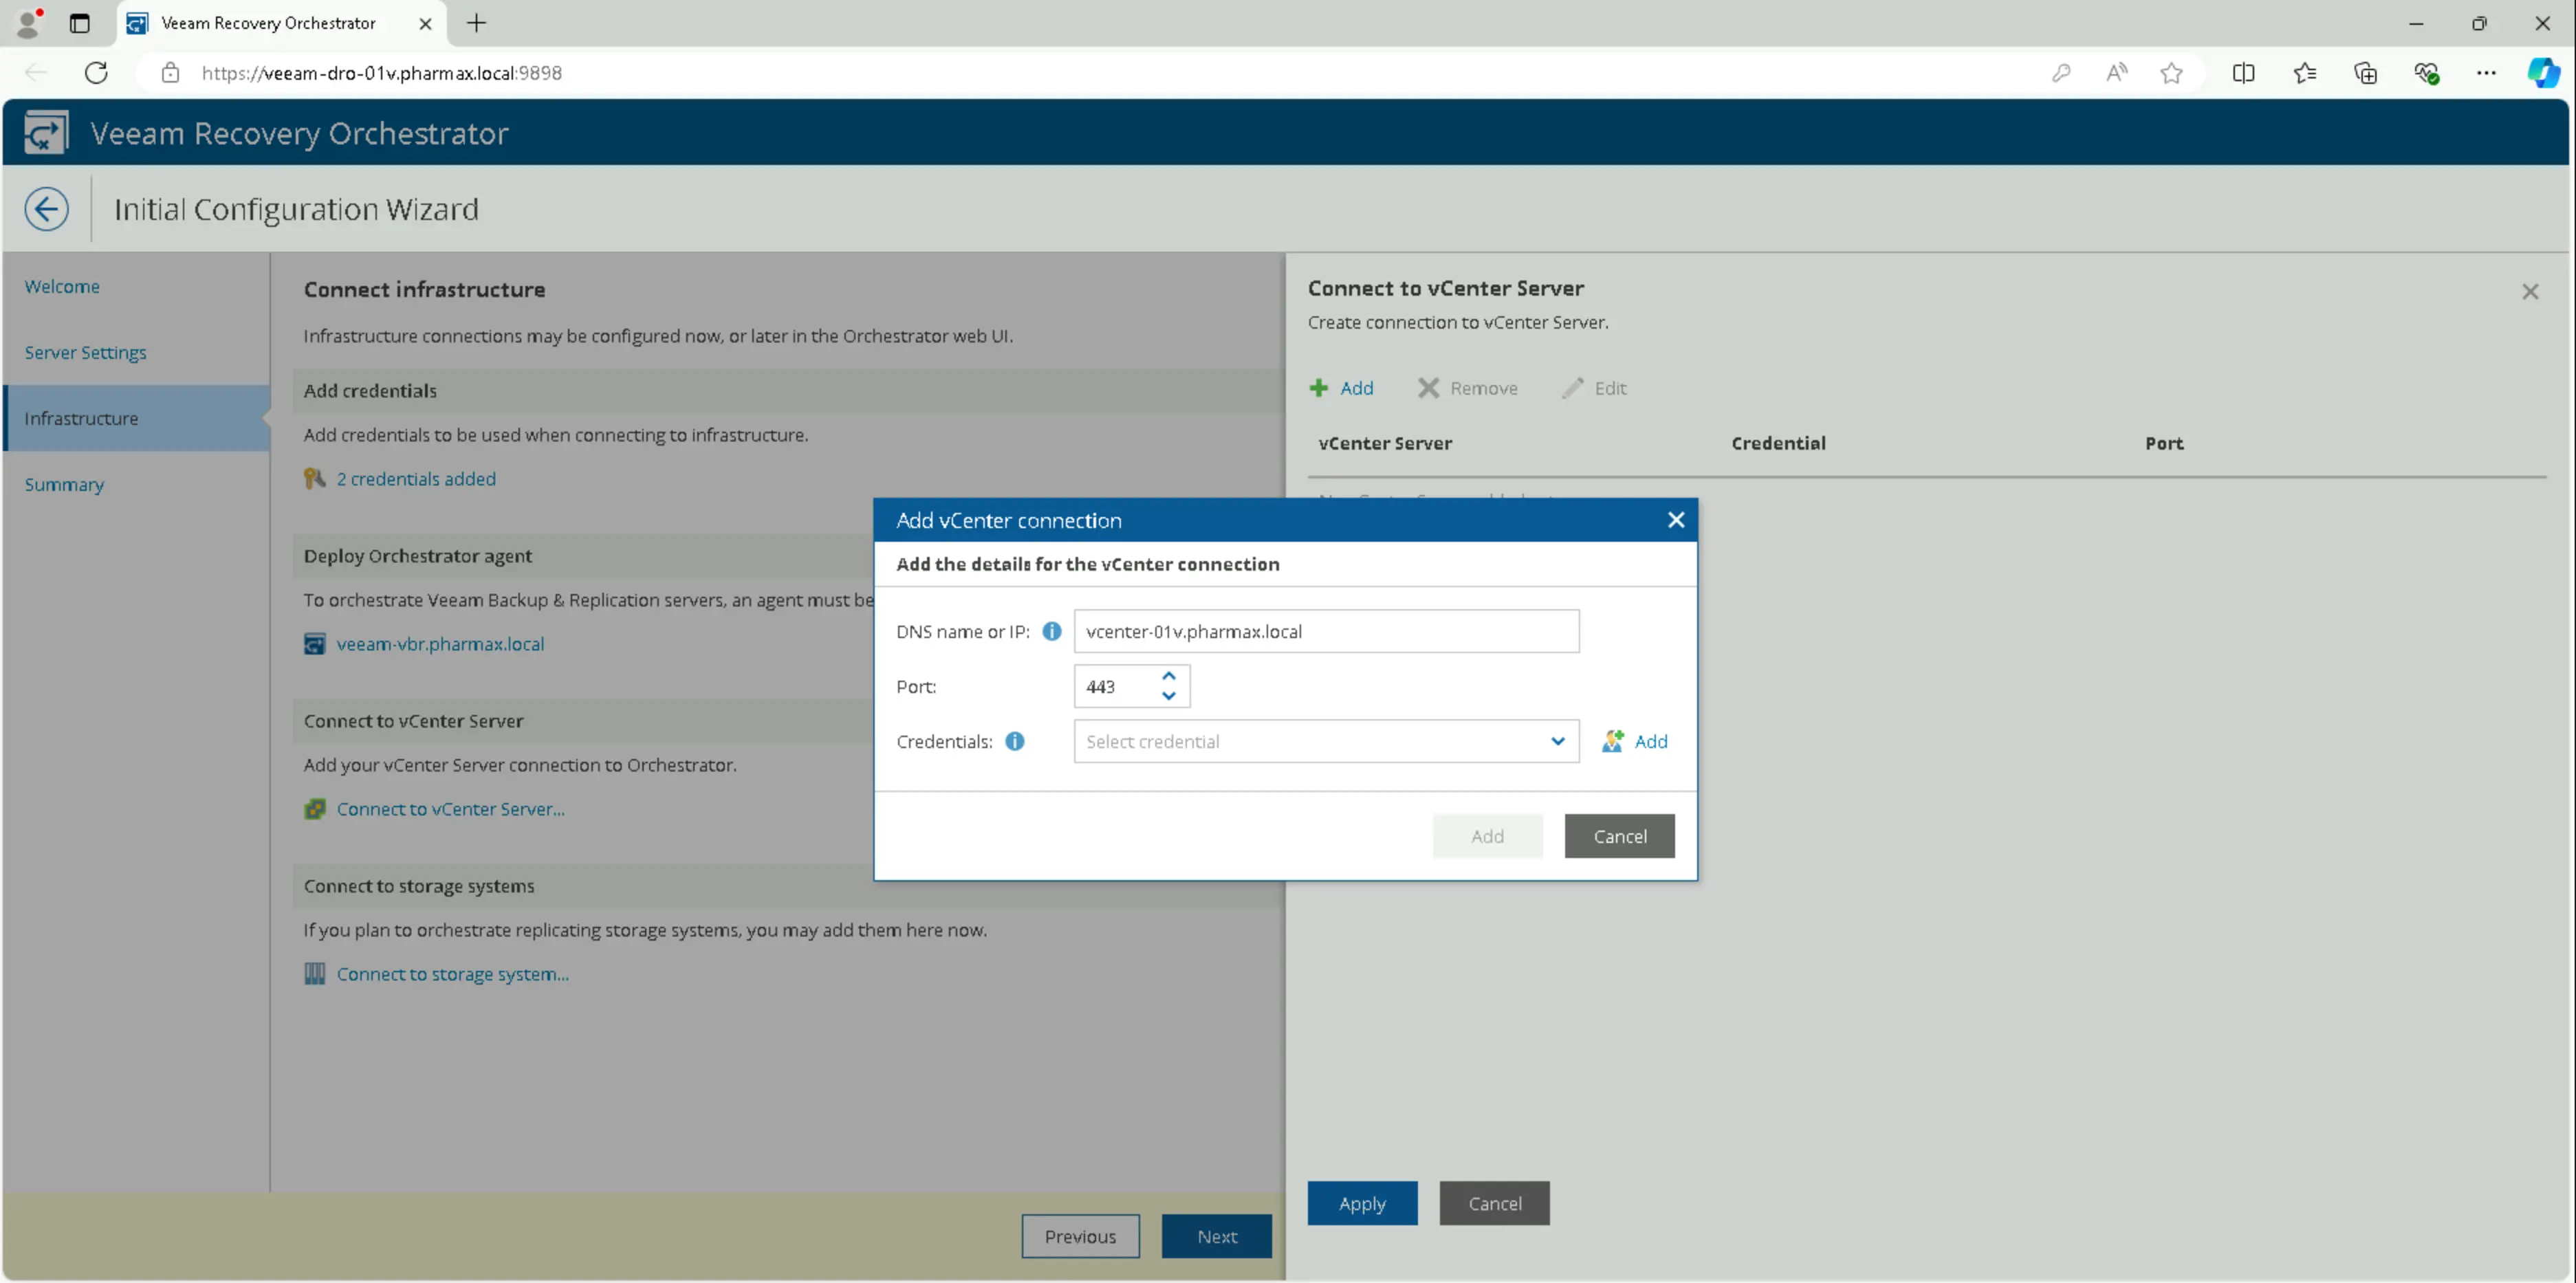 Veeam Recovery Orchestrator
https://veeam-dro-01v.pharmax.local:9898
Veeam Recovery Orchestrator
Initial Configuration Wizard
Welcome
Server Settings
Infrastructure
Summary
Connect infrastructure
Infrastructure connections may be configured now, or later in the Orchestrator web UI.
Add credentials
Add credentials to be used when connecting to infrastructure.
2 credentials added
Deploy Orchestrator agent
To orchestrate Veeam Backup & Replication servers, an agent must be
veeam-vbr.pharmax.local
Connect to vCenter Server
Add your vCenter Server connection to Orchestrator.
Connect to vCenter Server...
Connect to storage systems
If you plan to orchestrate replicating storage systems, you may add them here now.
Connect to storage system...
Previous
Next
Connect to vCenter Server
Create connection to vCenter Server.
Add Remove Edit
vCenter Server Credential Port
Apply
Cancel
Add vCenter connection
Add the details for the vCenter connection
DNS name or IP: vcenter-01v.pharmax.local
Port: 443
Credentials: Select credential Add
Add
Cancel